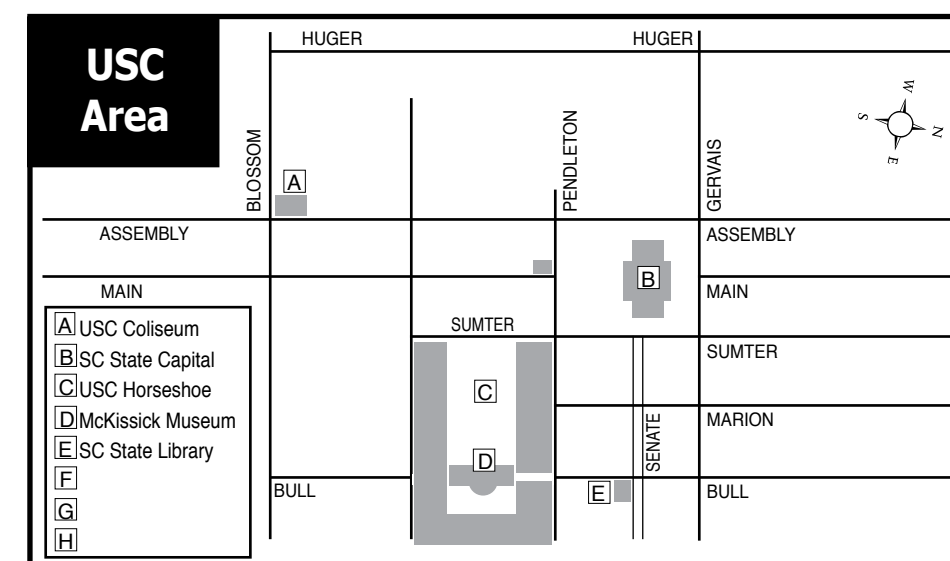 USC
Area
HUGER
HUGER
W
S
N
E
BLOSSOM
PENDLETON
GERVAIS
A
ASSEMBLY
ASSEMBLY
B
MAIN
MAIN
SUMTER
SUMTER
A USC Coliseum
B SC State Capital
C USC Horseshoe
D McKissick Museum
E SC State Library
F
G
H
C
MARION
SENATE
D
BULL
E
BULL